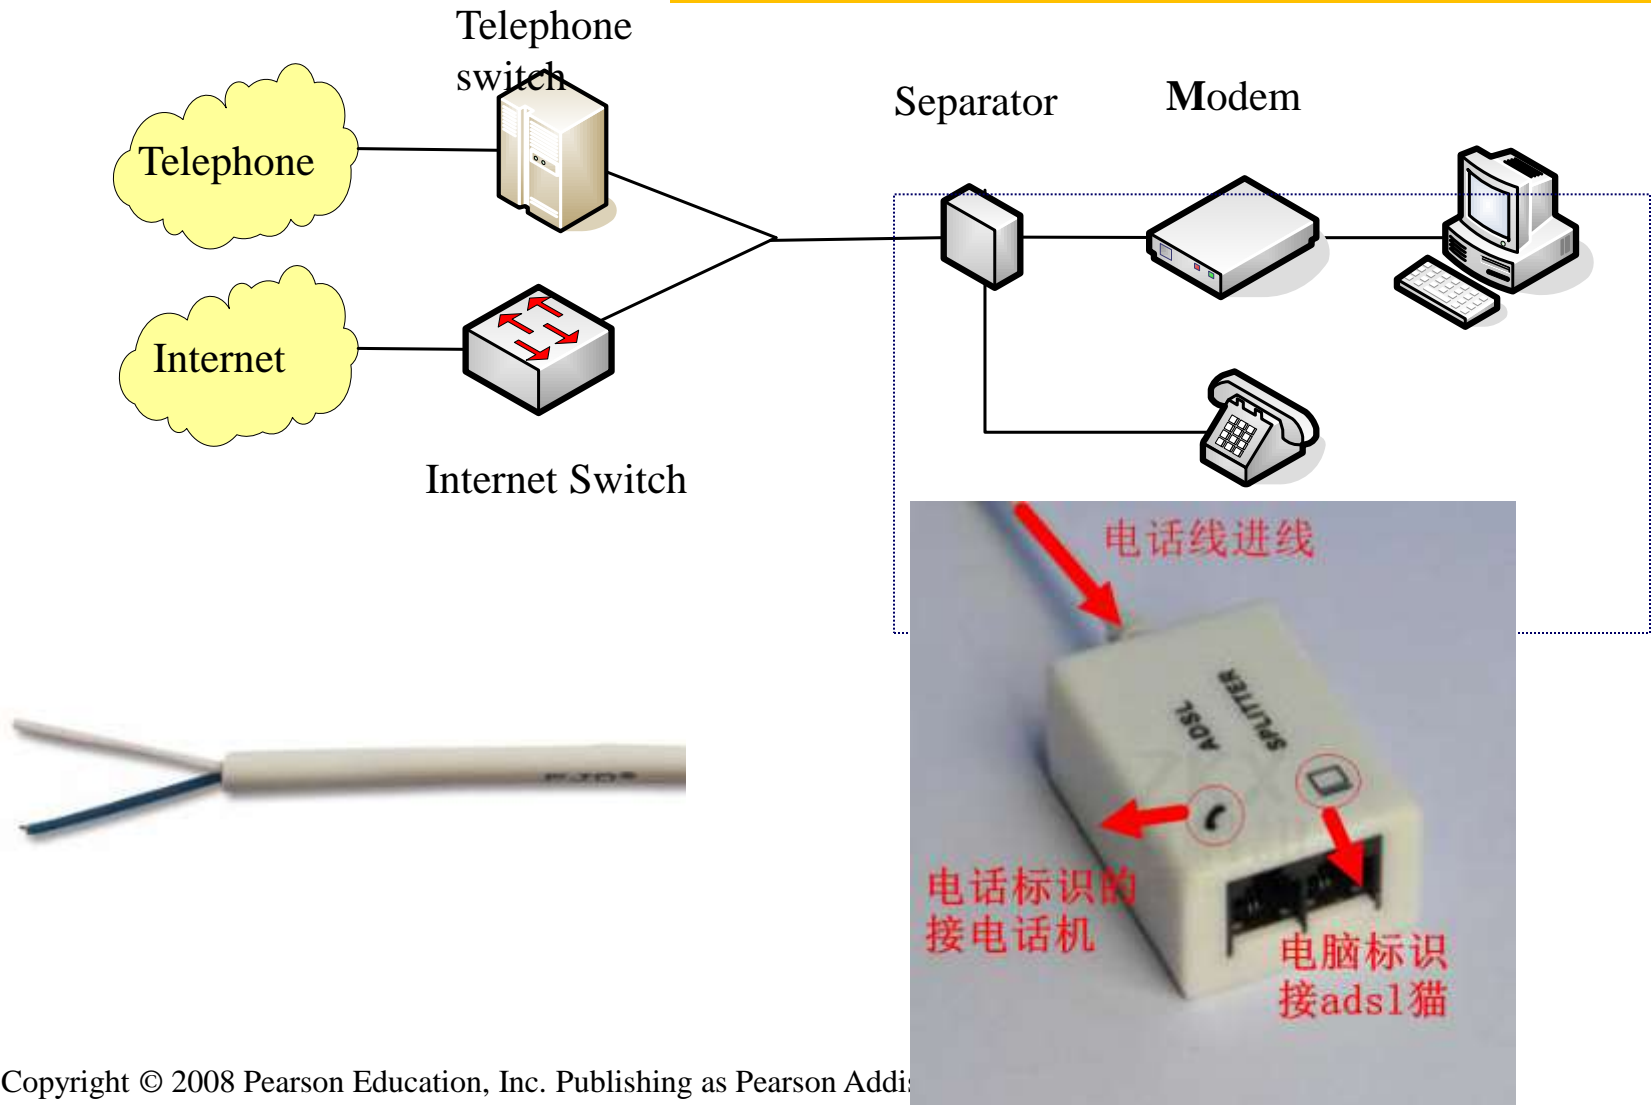 Telephone
switch
Separator
Modem
Telephone
Internet
Internet Switch
电话线进线
ADSL
SPLITTER
电话标识的
接电话机
电脑标识
接adsl猫
Copyright © 2008 Pearson Education, Inc. Publishing as Pearson Addi